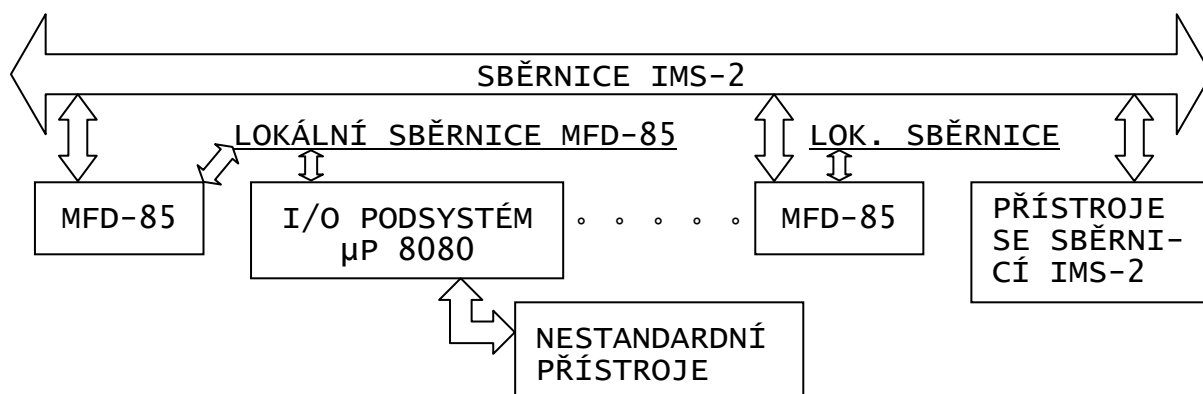 SBĚRNICE IMS-2
LOKÁLNÍ SBĚRNICE MFD-85
LOK. SBĚRNICE
MFD-85
I/O PODSYSTÉM
µP 8080
MFD-85
PŘÍSTROJE
SE SBĚRNI-
CÍ IMS-2
NESTANDARDNÍ
PŘÍSTROJE